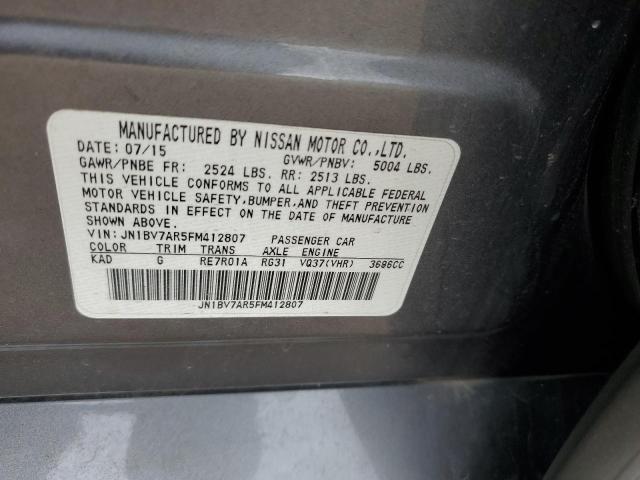 MANUFACTURED BY NISSAN MOTOR CO.,LTD.
DATE: 07/15 GVWR/PNBV: 5004 LBS.
GAWR/PNBE FR: 2524 LBS. RR: 2513 LBS.
THIS VEHICLE CONFORMS TO ALL APPLICABLE FEDERAL
MOTOR VEHICLE SAFETY, BUMPER, AND THEFT PREVENTION
STANDARDS IN EFFECT ON THE DATE OF MANUFACTURE
SHOWN ABOVE.
VIN: JN1BV7AR5FM412807 PASSENGER CAR
COLOR TRIM TRANS AXLE ENGINE
KAD G RE7R01A RG31 VQ37(VHR) 3696CC
JN1BV7AR5FM412807